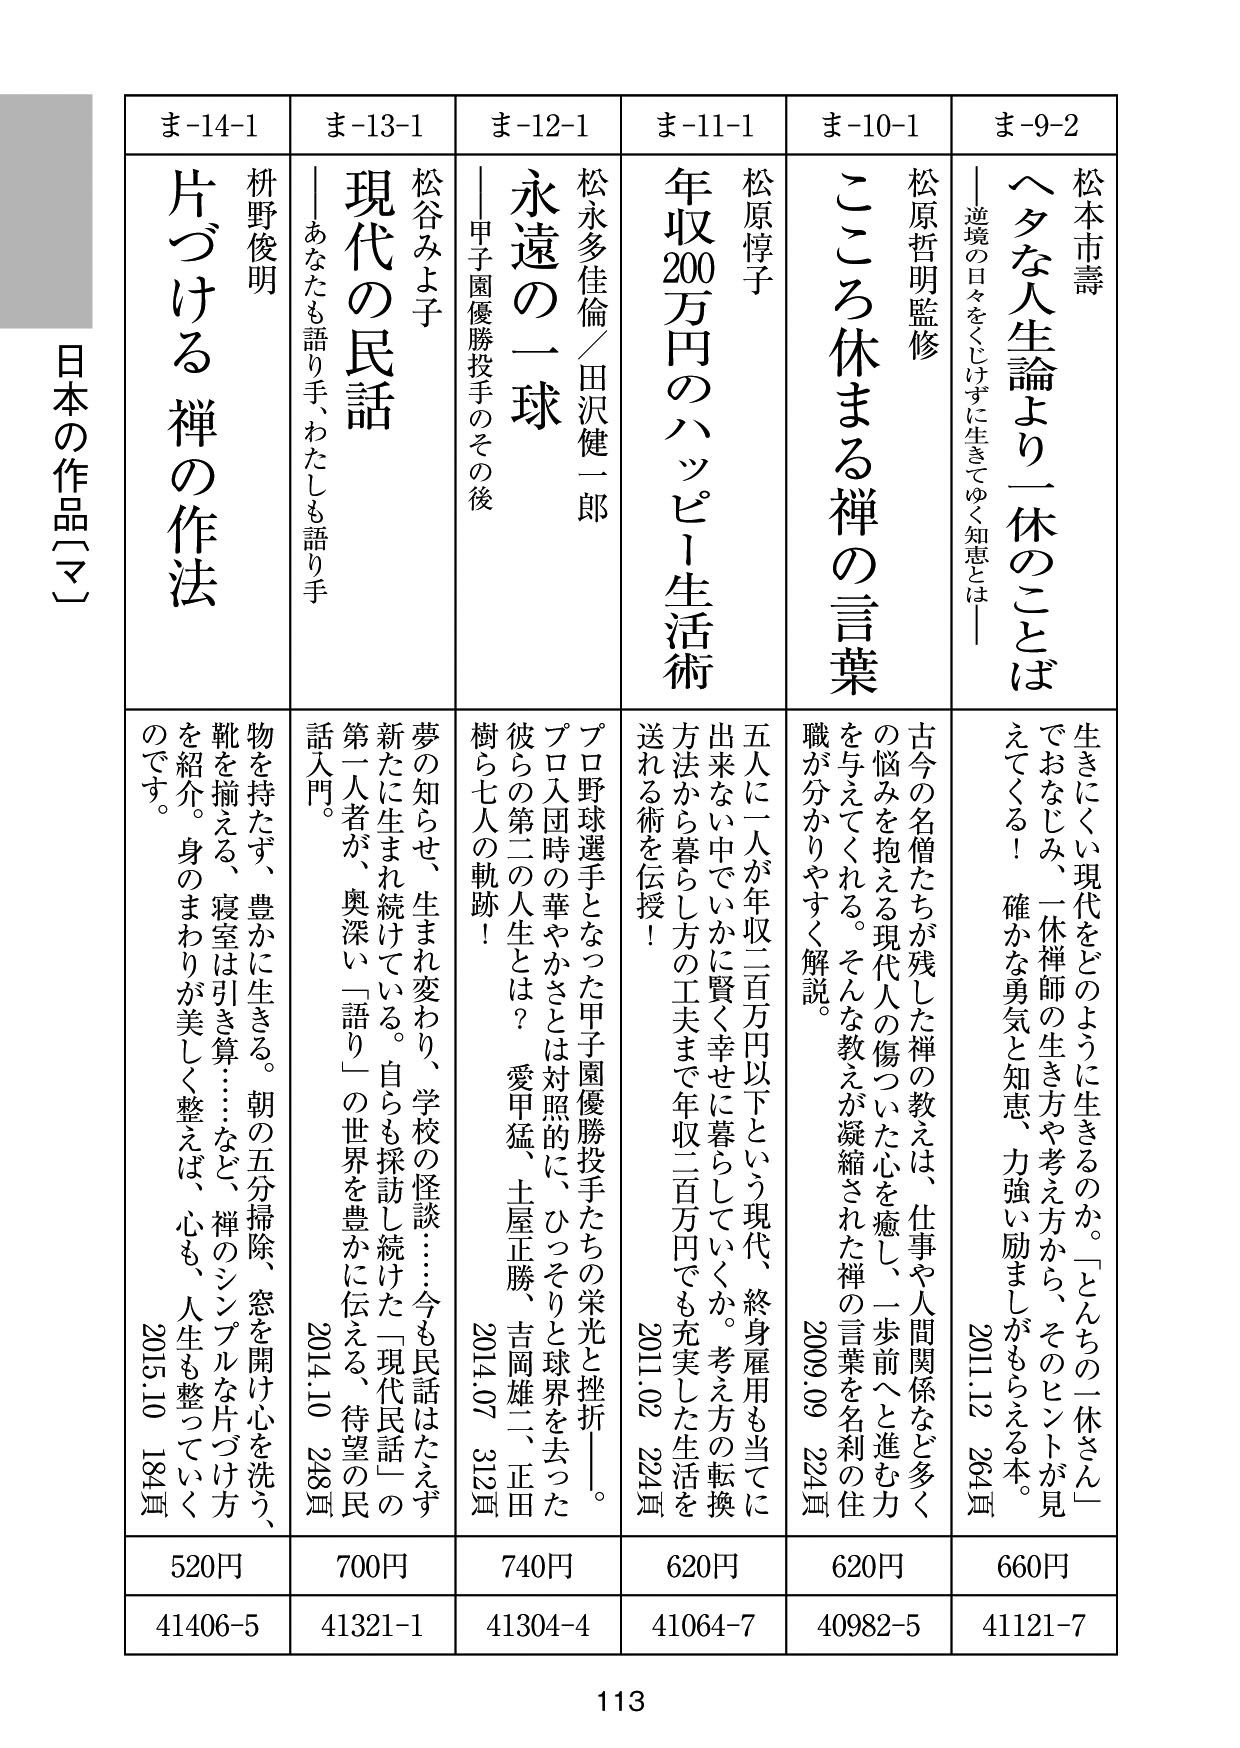 ま-9-2
松本市壽
ヘタな人生論より一休のことば
――逆境の日々をくじけずに生きてゆく知恵とは――
生きにくい現代をどのように生きるのか。「とんちの一休さん」
でおなじみ、一休禅師の生き方や考え方から、そのヒントが見
えてくる！　確かな勇気と知恵、力強い励ましがもらえる本。
2011.12　264頁
660円
41121-7
ま-10-1
松原哲明監修
こころ休まる禅の言葉
古今の名僧たちが残した禅の教えは、仕事や人間関係など多く
の悩みを抱える現代人の傷ついた心を癒し、一歩前へと進む力
を与えてくれる。そんな教えが凝縮された禅の言葉を名刹の住
職が分かりやすく解説。
2009.09　224頁
620円
40982-5
ま-11-1
松原惇子
年収200万円のハッピー生活術
五人に一人が年収二百万円以下という現代、終身雇用も当てに
出来ない中でいかに賢く幸せに暮らしていくか。考え方の転換
方法から暮らし方の工夫まで年収二百万円でも充実した生活を
送れる術を伝授！
2011.02　224頁
620円
41064-7
ま-12-1
松永多佳倫／田沢健一郎
永遠の一球
――甲子園優勝投手のその後
プロ野球選手となった甲子園優勝投手たちの栄光と挫折――。
プロ入団時の華やかさとは対照的に、ひっそりと球界を去った
彼らの第二の人生とは？　愛甲猛、土屋正勝、吉岡雄二、正田
樹ら七人の軌跡！
2014.07　312頁
740円
41304-4
ま-13-1
松谷みよ子
現代の民話
――あなたも語り手、わたしも語り手
夢の知らせ、生まれ変わり、学校の怪談……今も民話はたえず
新たに生まれ続けている。自らも採訪し続けた「現代民話」の
第一人者が、奥深い「語り」の世界を豊かに伝える、待望の民
話入門。
2014.10　248頁
700円
41321-1
ま-14-1
枡野俊明
片づける 禅の作法
物を持たず、豊かに生きる。朝の五分掃除、窓を開け心を洗う、
靴を揃える、寝室は引き算……など、禅のシンプルな片づけ方
を紹介。身のまわりが美しく整えば、心も、人生も整っていく
のです。
2015.10　184頁
520円
41406-5
日本の作品〔マ〕
113